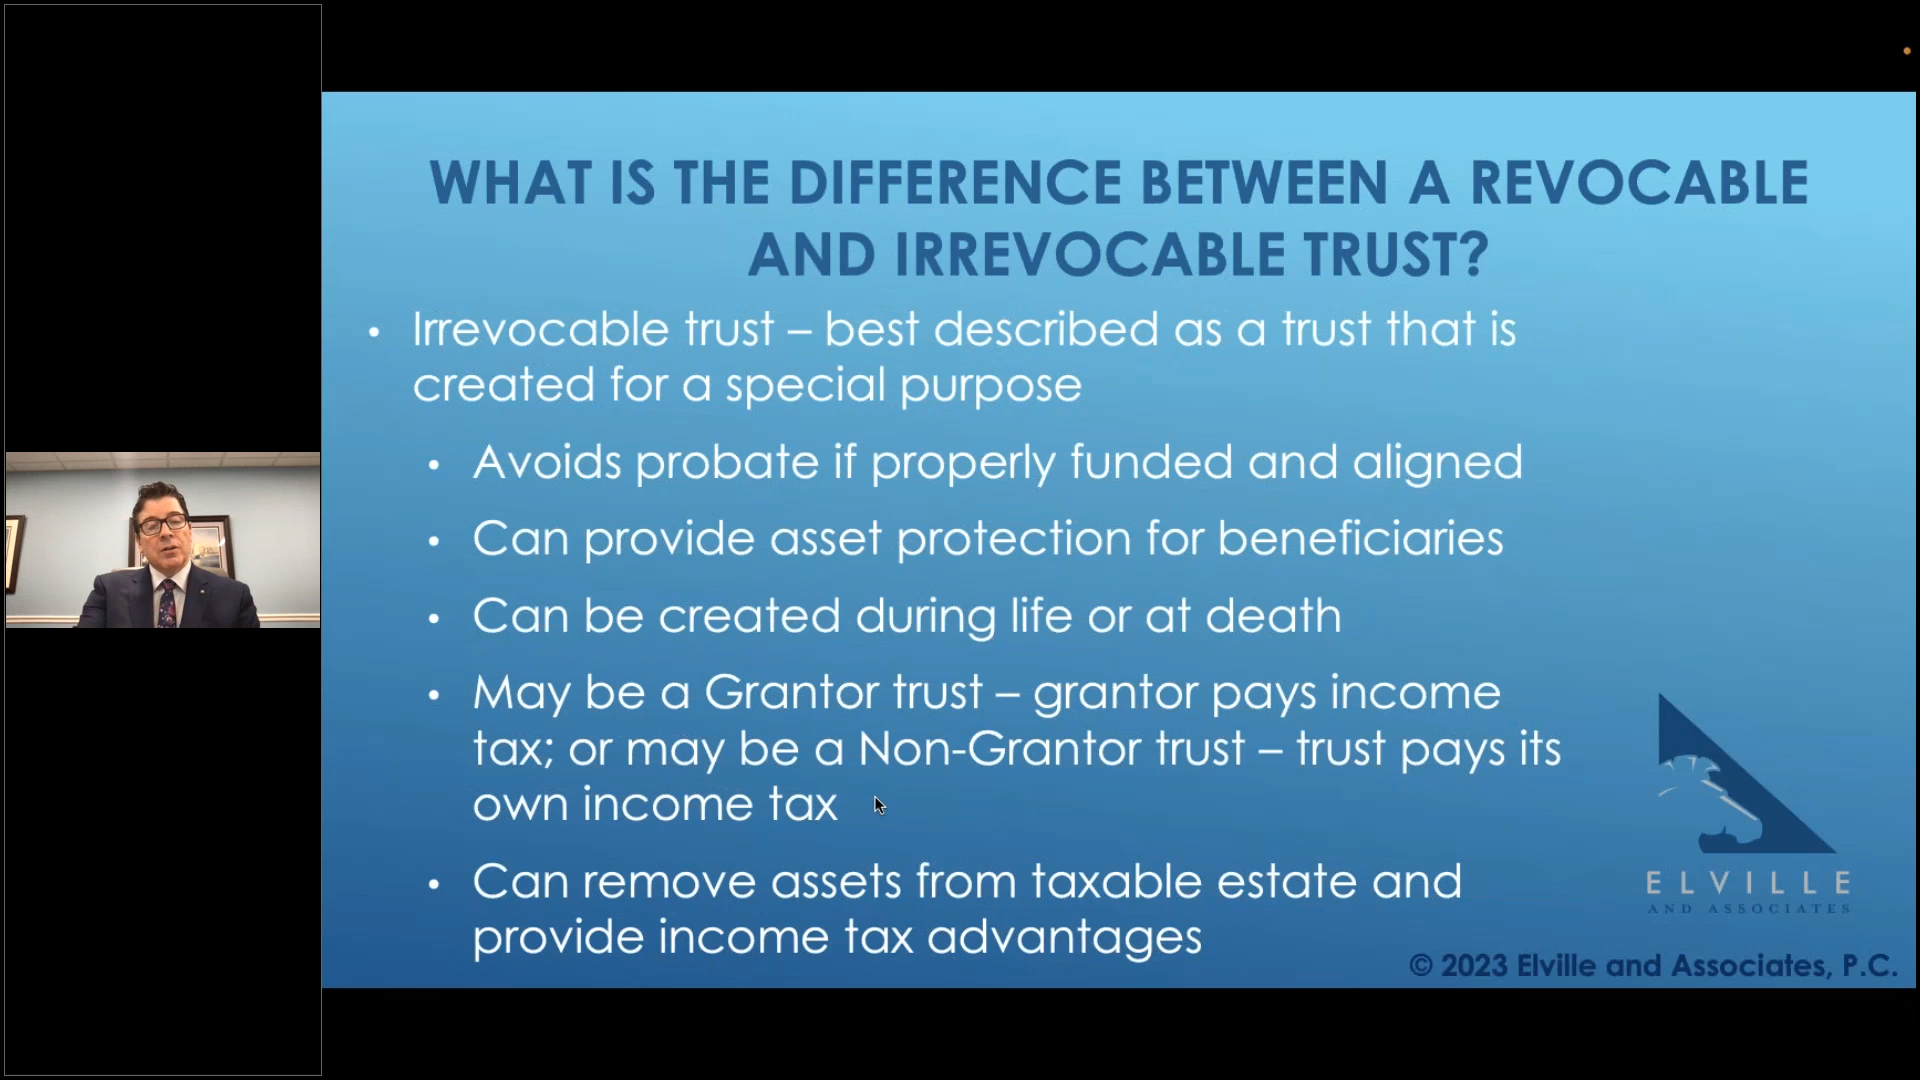 WHAT IS THE DIFFERENCE BETWEEN A REVOCABLE
AND IRREVOCABLE TRUST?
• Irrevocable trust – best described as a trust that is
created for a special purpose
• Avoids probate if properly funded and aligned
• Can provide asset protection for beneficiaries
• Can be created during life or at death
• May be a Grantor trust – grantor pays income
tax; or may be a Non-Grantor trust – trust pays its
own income tax
• Can remove assets from taxable estate and
provide income tax advantages
ELVILLE
AND ASSOCIATES
© 2023 Elville and Associates, P.C.